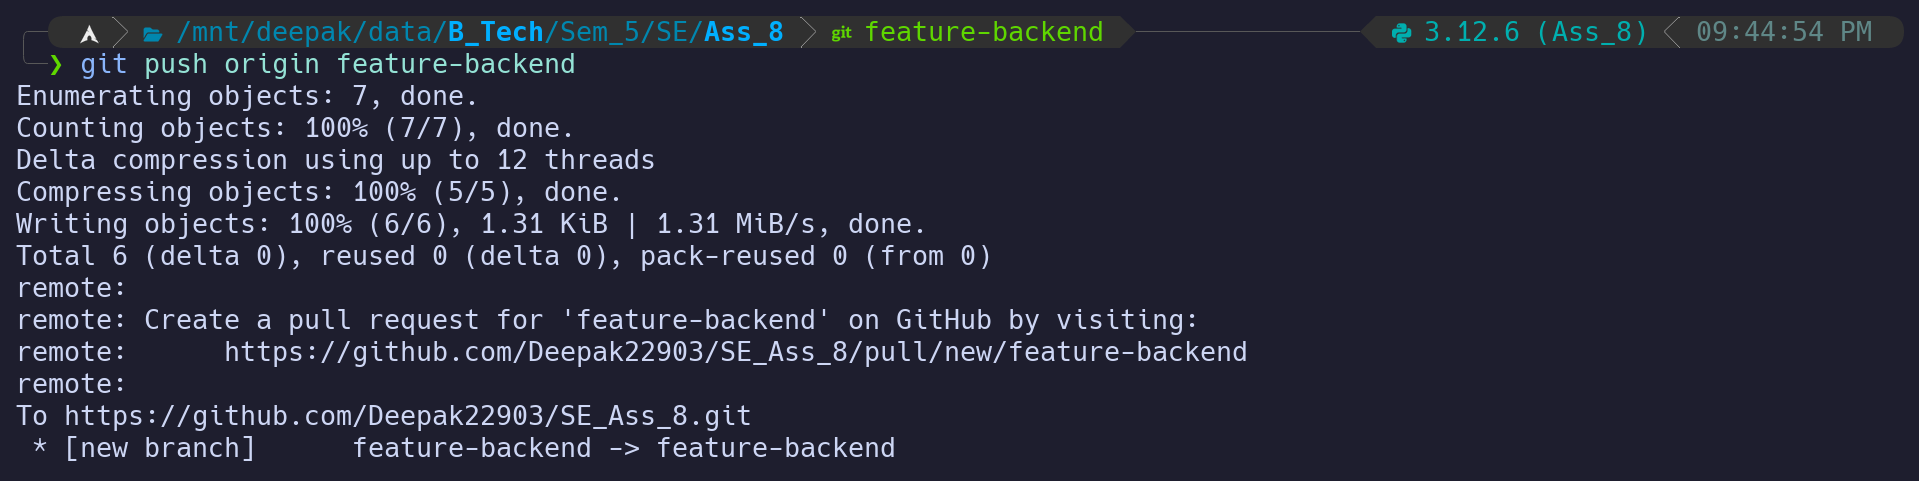 /mnt/deepak/data/B_Tech/Sem_5/SE/Ass_8 git feature-backend 3.12.6 (Ass_8) 09:44:54 PM
❯ git push origin feature-backend
Enumerating objects: 7, done.
Counting objects: 100% (7/7), done.
Delta compression using up to 12 threads
Compressing objects: 100% (5/5), done.
Writing objects: 100% (6/6), 1.31 KiB | 1.31 MiB/s, done.
Total 6 (delta 0), reused 0 (delta 0), pack-reused 0 (from 0)
remote:
remote: Create a pull request for 'feature-backend' on GitHub by visiting:
remote:      https://github.com/Deepak22903/SE_Ass_8/pull/new/feature-backend
remote:
To https://github.com/Deepak22903/SE_Ass_8.git
 * [new branch]      feature-backend -> feature-backend